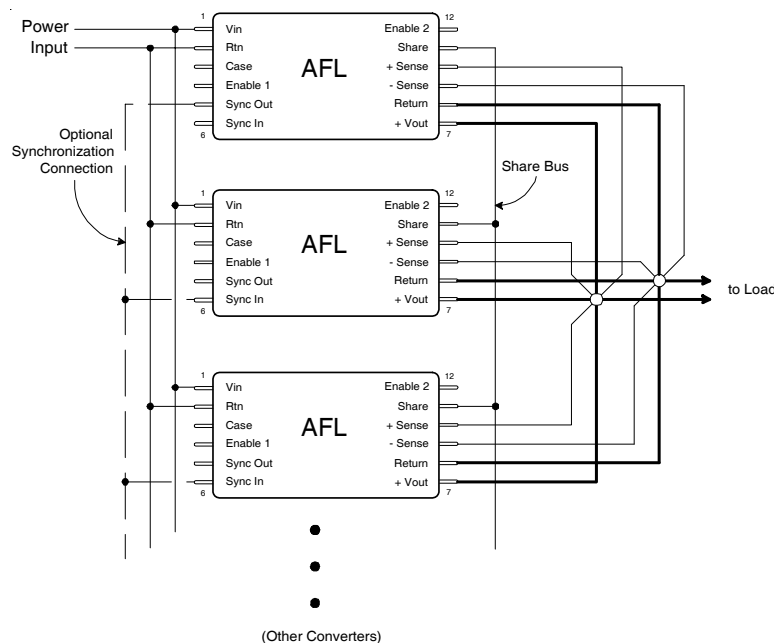 Power
Input
Optional
Synchronization
Connection
1
Vin
Rtn
Case
Enable 1
Sync Out
Sync In
6
AFL
12
Enable 2
Share
+ Sense
- Sense
Return
+ Vout
7
Share Bus
1
Vin
Rtn
Case
Enable 1
Sync Out
Sync In
6
AFL
12
Enable 2
Share
+ Sense
- Sense
Return
+ Vout
7
to Load
1
Vin
Rtn
Case
Enable 1
Sync Out
Sync In
6
AFL
12
Enable 2
Share
+ Sense
- Sense
Return
+ Vout
7
(Other Converters)